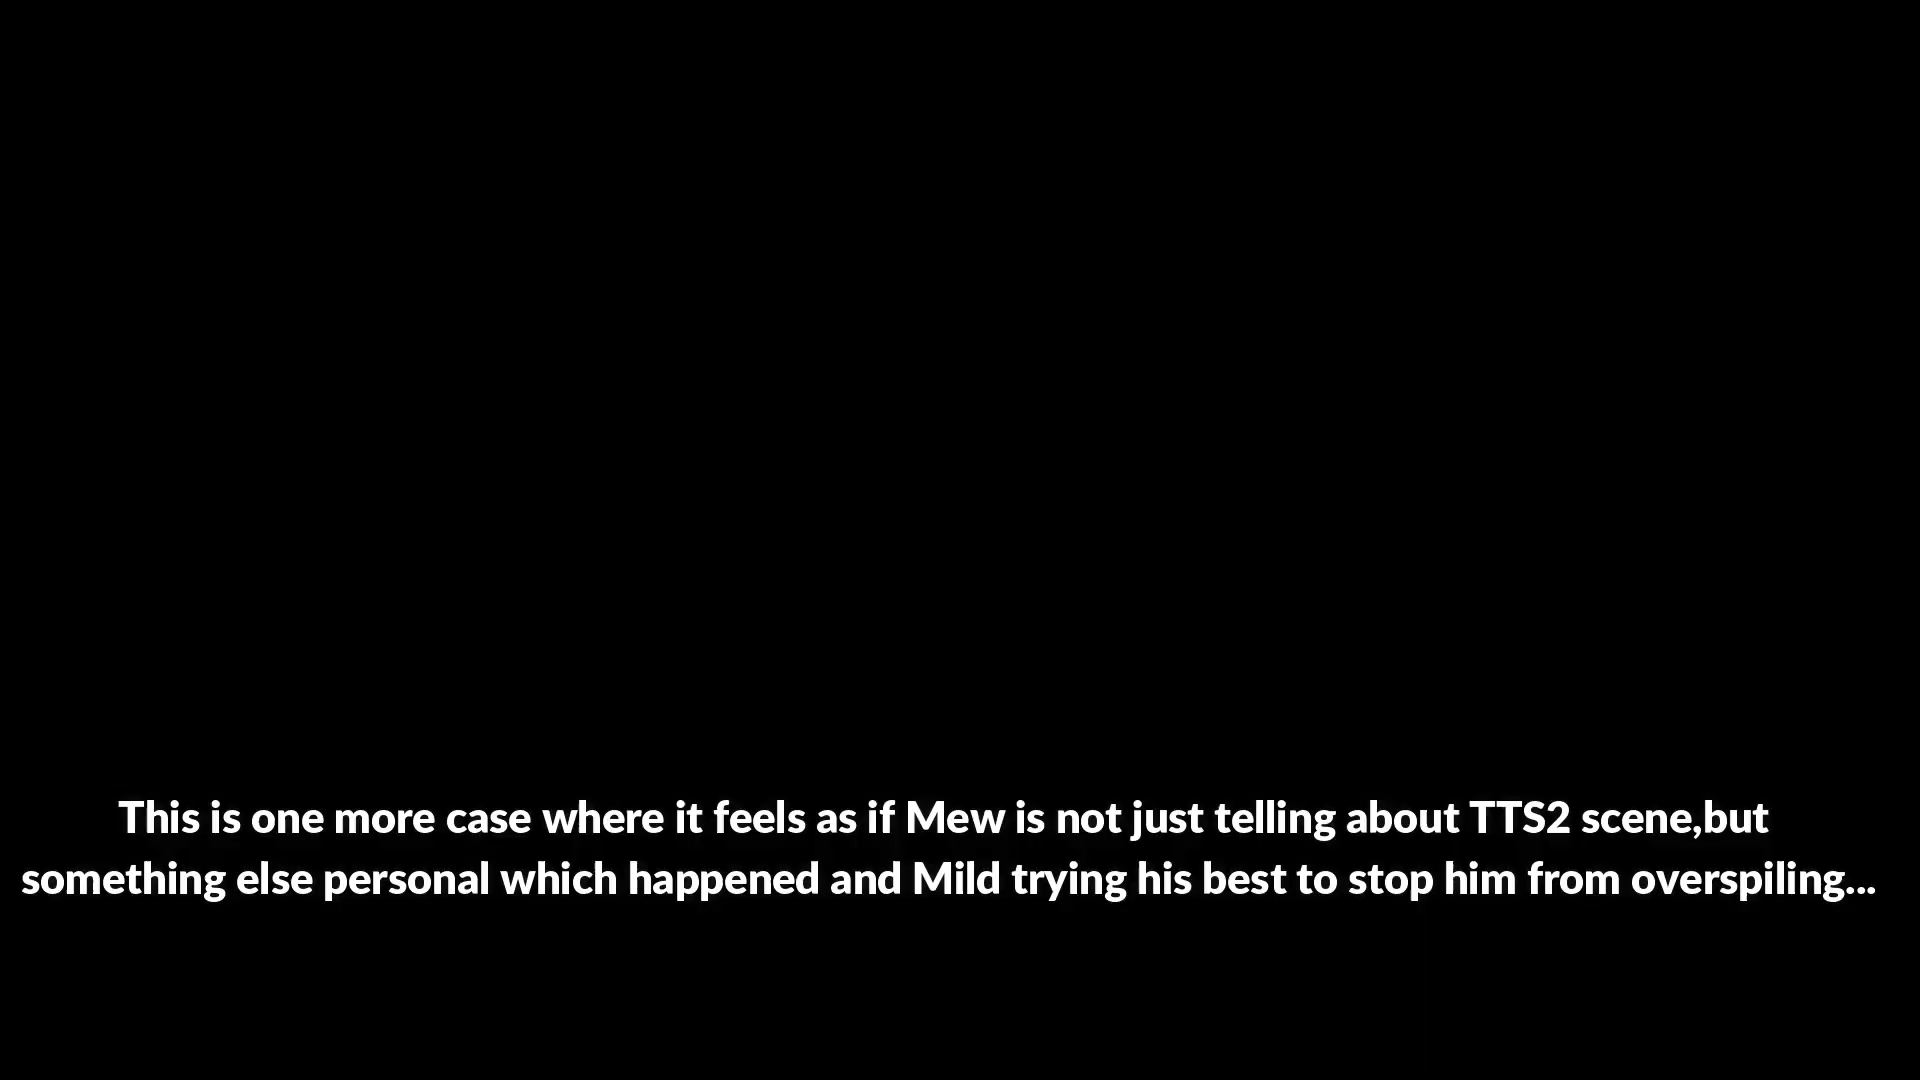 This is one more case where it feels as if Mew is not just telling about TTS2 scene,but
something else personal which happened and Mild trying his best to stop him from overspiling...